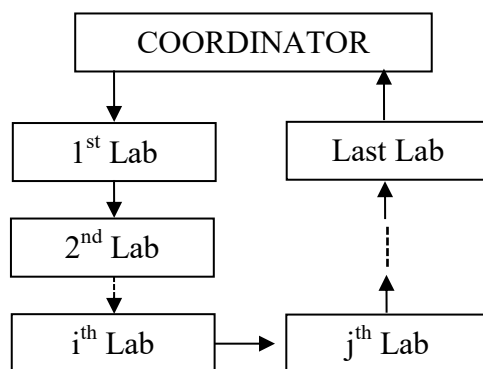 COORDINATOR
1st Lab
Last Lab
2nd Lab
ith Lab
jth Lab